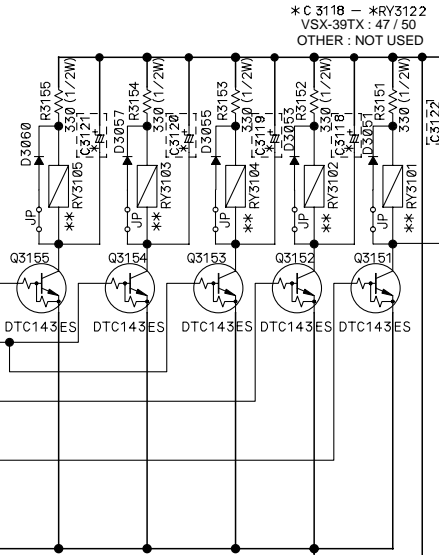 *C 3118 – *RY3122
VSX-39TX : 47 / 50
OTHER : NOT USED
R3155
330 (1/2W)
C3121
*
D3060
JP
**
RY3105
R3154
330 (1/2W)
C3120
*
D3057
JP
**
RY3103
R3153
330 (1/2W)
C3119
*
D3055
JP
**
RY3104
R3152
330 (1/2W)
C3118
*
D3053
JP
**
RY3102
R3151
330 (1/2W)
C3122
D3051
JP
**
RY3101
Q3155
Q3154
Q3153
Q3152
Q3151
DTC143ES
DTC143ES
DTC143ES
DTC143ES
DTC143ES